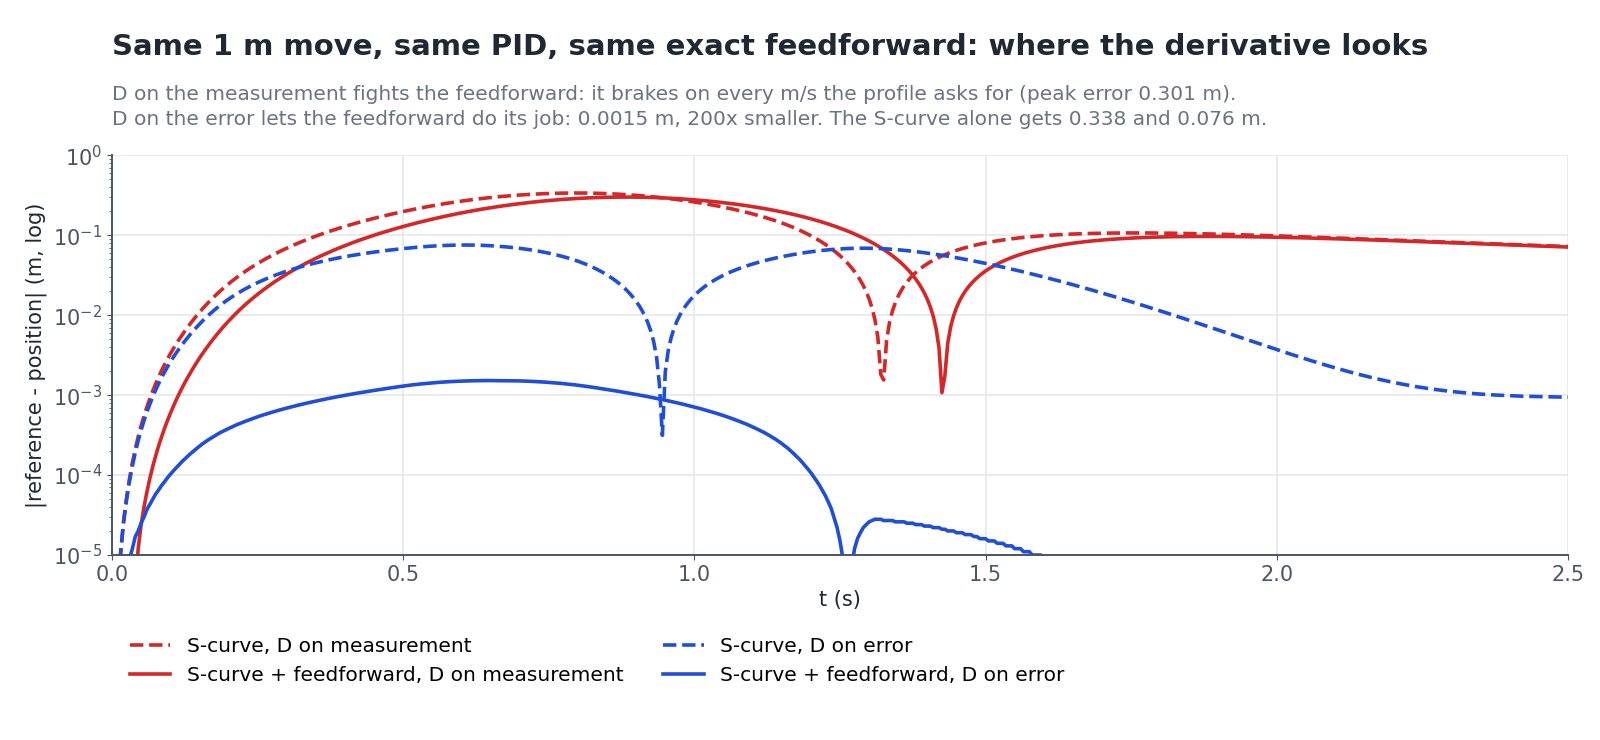 Same 1 m move, same PID, same exact feedforward: where the derivative looks
D on the measurement fights the feedforward: it brakes on every m/s the profile asks for (peak error 0.301 m).
D on the error lets the feedforward do its job: 0.0015 m, 200x smaller. The S-curve alone gets 0.338 and 0.076 m.
|reference - position| (m, log)
10⁰
10⁻¹
10⁻²
10⁻³
10⁻⁴
10⁻⁵
0.0 0.5 1.0 1.5 2.0 2.5
t (s)
S-curve, D on measurement
S-curve + feedforward, D on measurement
S-curve, D on error
S-curve + feedforward, D on error